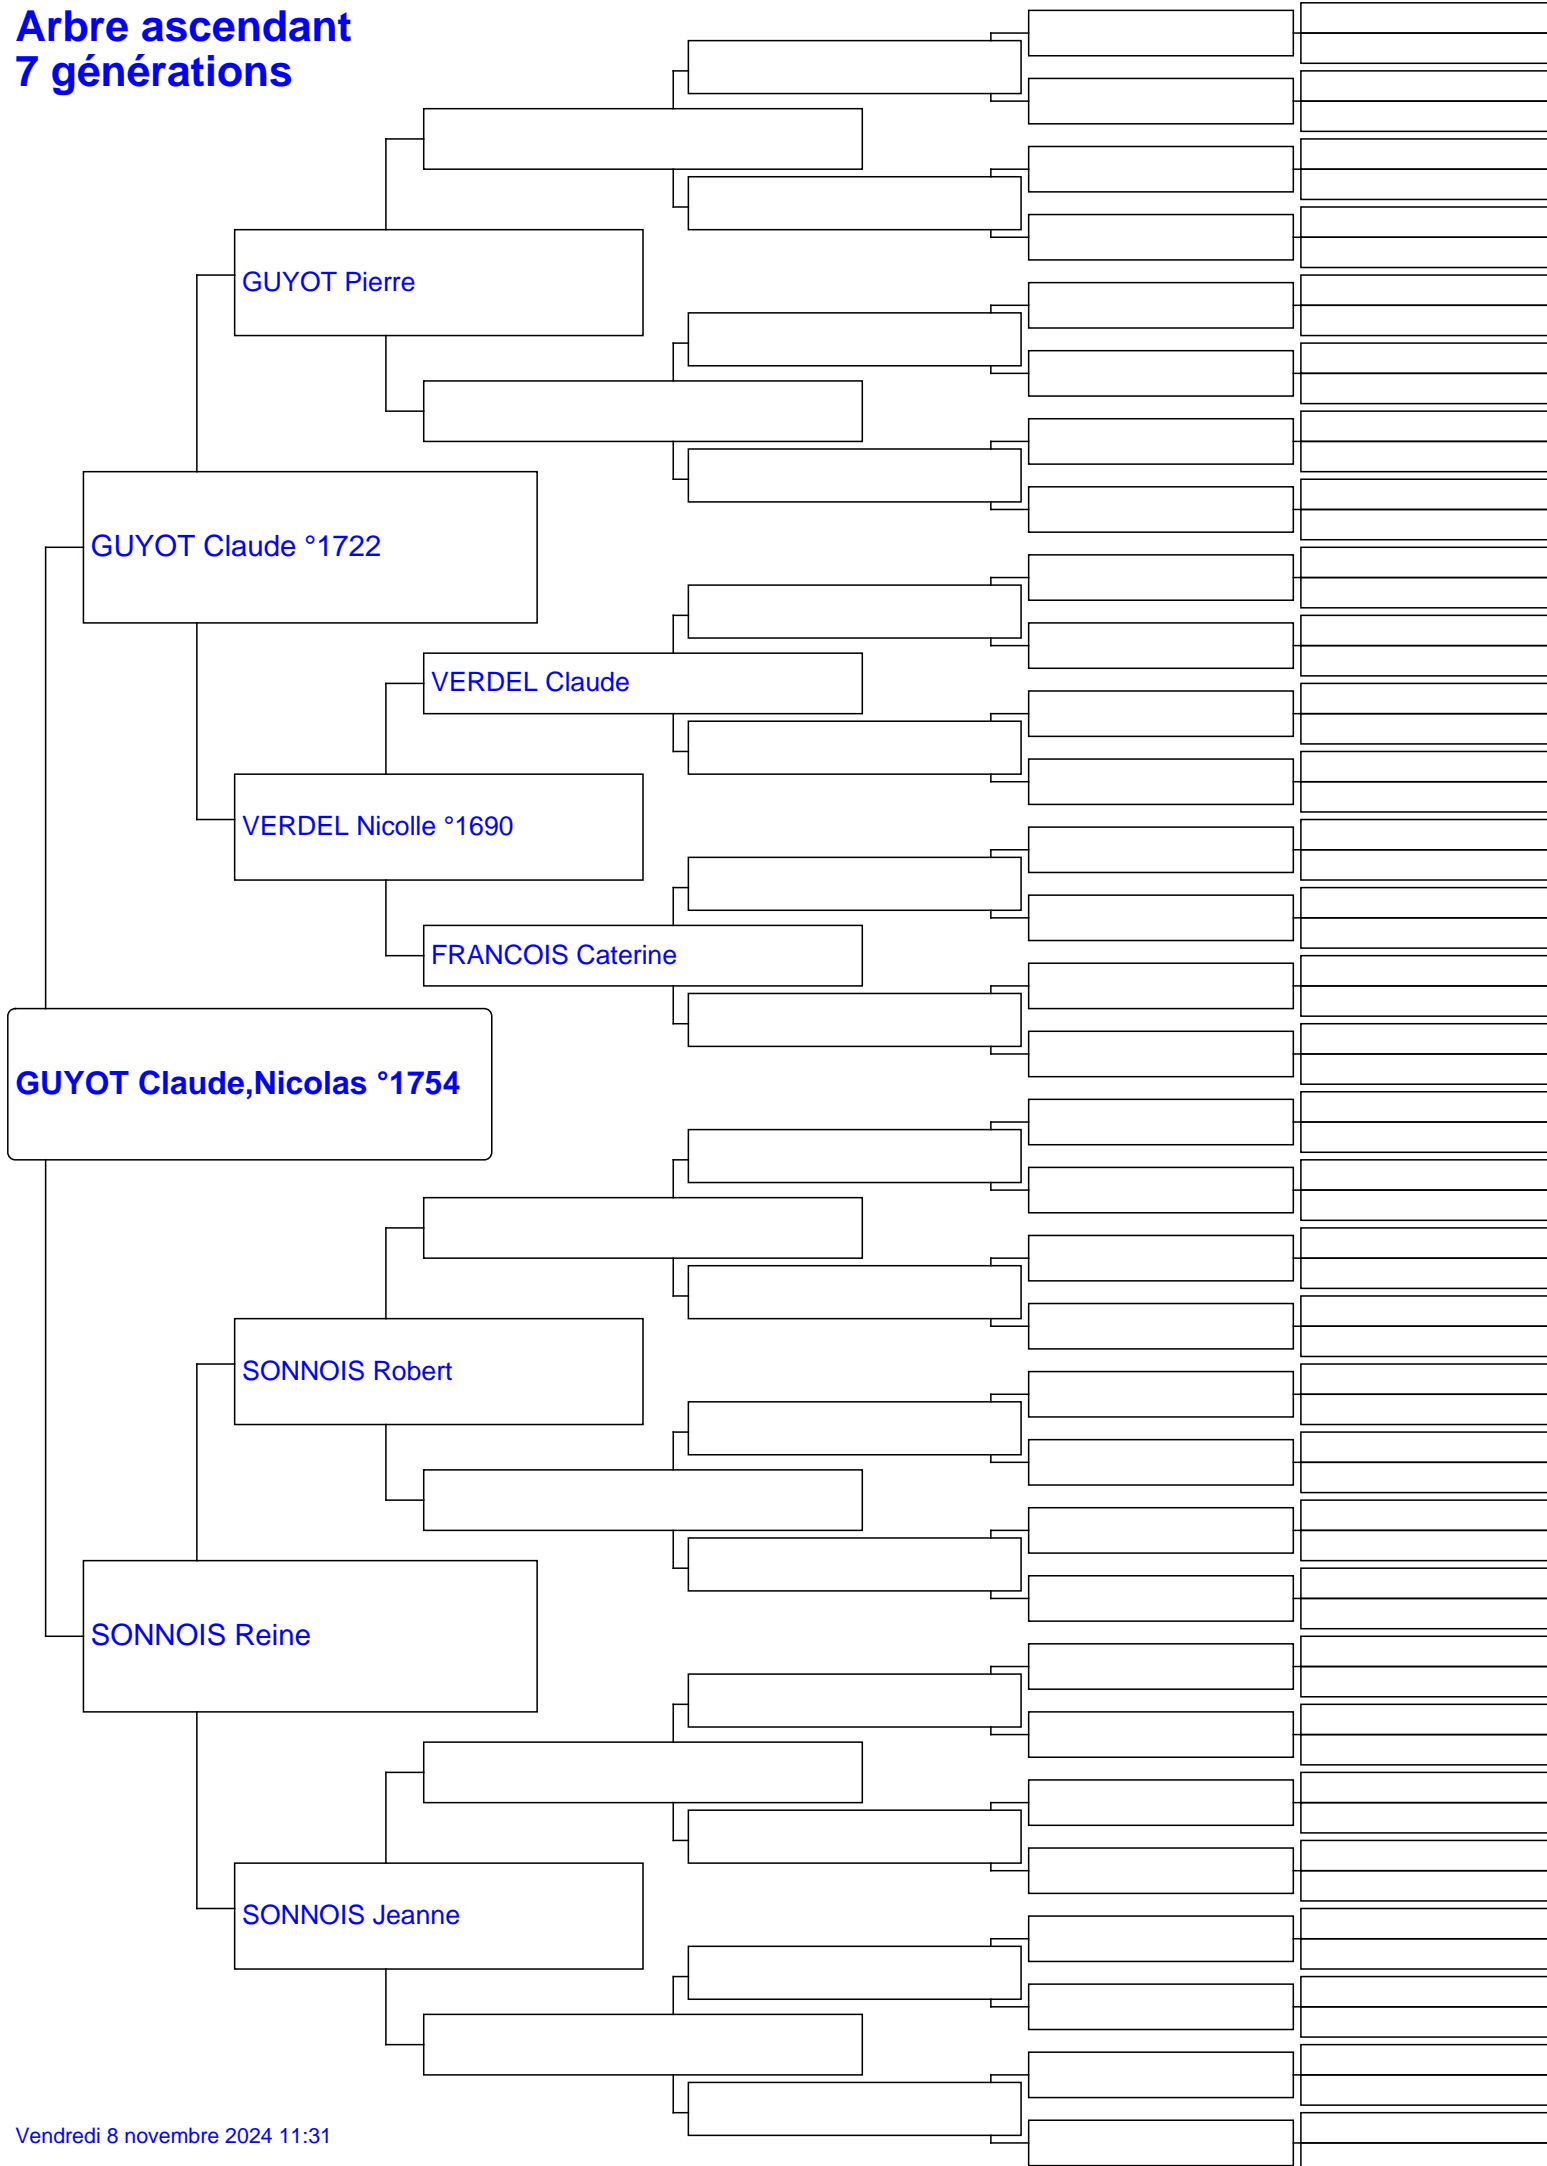 Arbre ascendant
7 générations
GUYOT Pierre
GUYOT Claude °1722
VERDEL Claude
VERDEL Nicolle °1690
FRANCOIS Caterine
GUYOT Claude,Nicolas °1754
SONNOIS Robert
SONNOIS Reine
SONNOIS Jeanne
Vendredi 8 novembre 2024 11:31